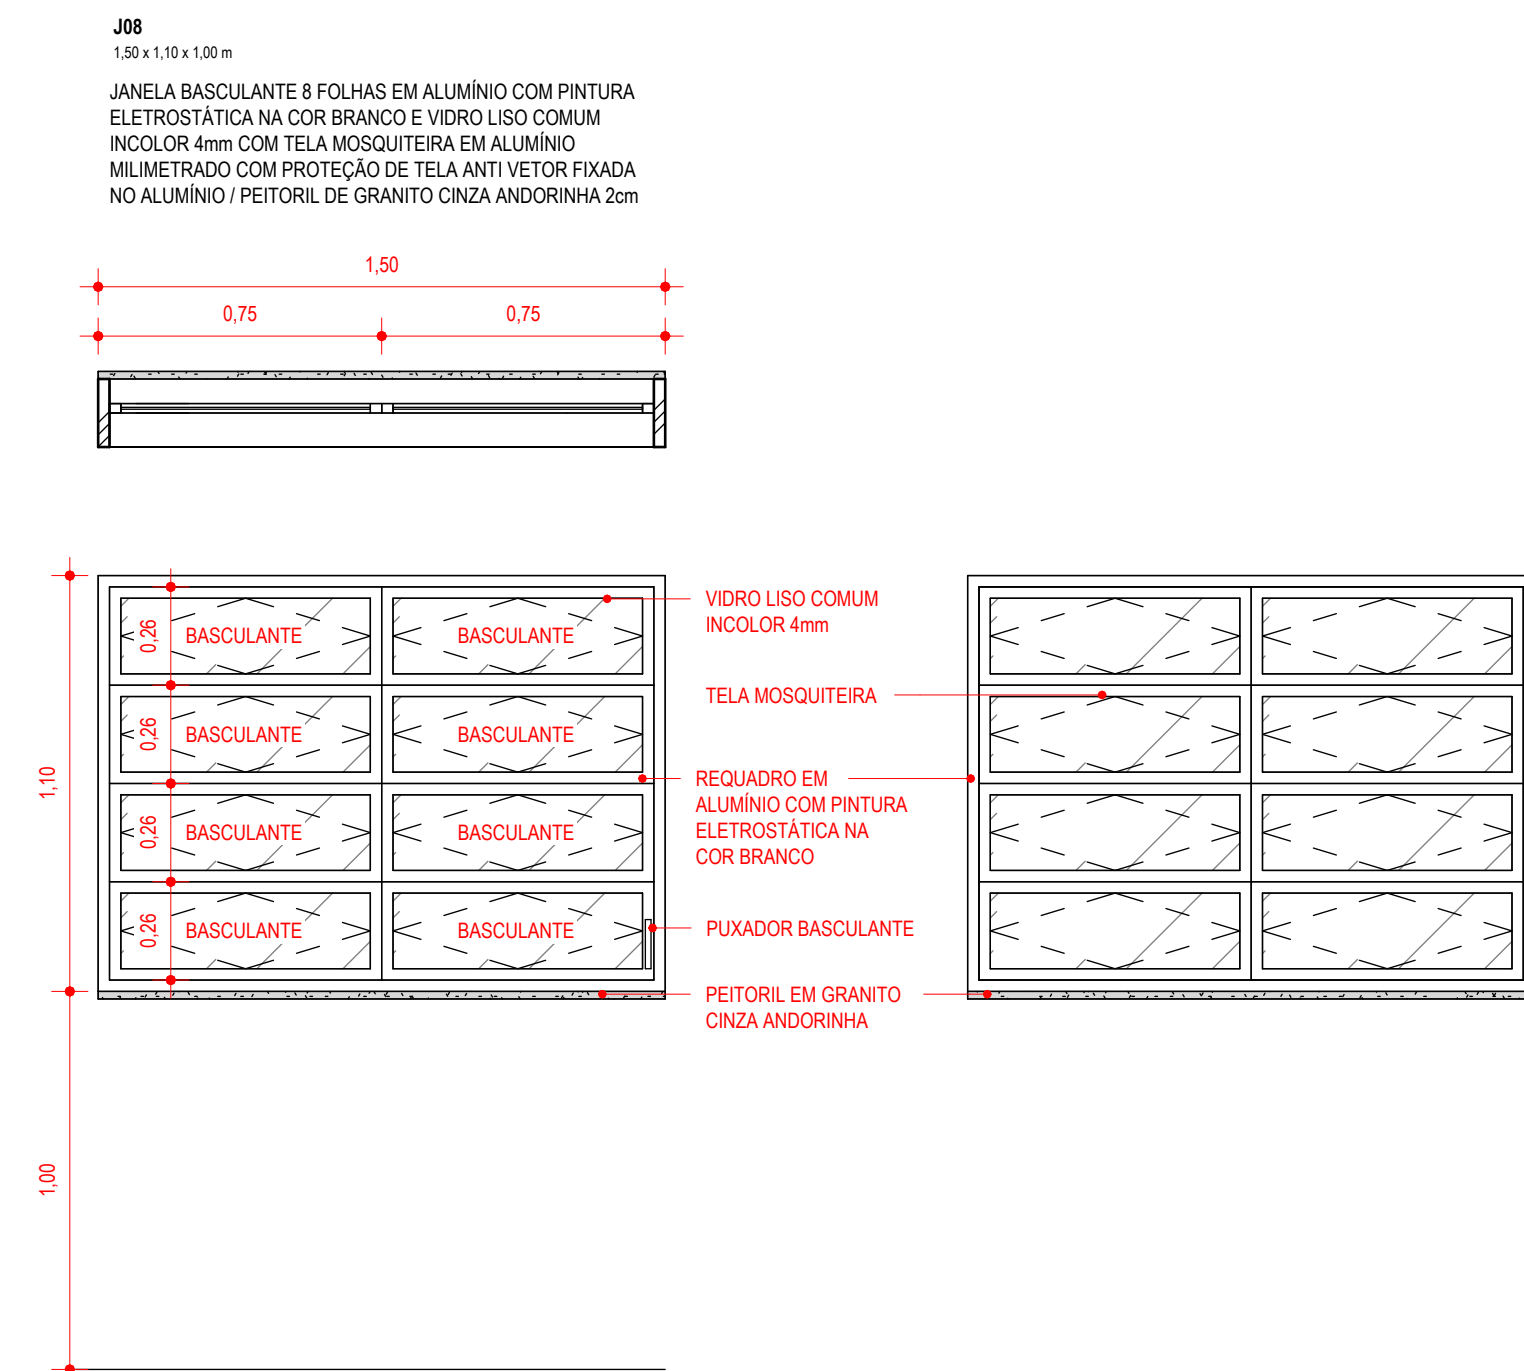 J08
1,50 x 1,10 x 1,00 m
JANELA BASCULANTE 8 FOLHAS EM ALUMÍNIO COM PINTURA
ELETROSTÁTICA NA COR BRANCO E VIDRO LISO COMUM
INCOLOR 4mm COM TELA MOSQUITEIRA EM ALUMÍNIO
MILIMETRADO COM PROTEÇÃO DE TELA ANTI VETOR FIXADA
NO ALUMÍNIO / PEITORIL DE GRANITO CINZA ANDORINHA 2cm
1,50
0,75 0,75
0,26 BASCULANTE BASCULANTE
0,26 BASCULANTE BASCULANTE
0,26 BASCULANTE BASCULANTE
0,26 BASCULANTE BASCULANTE
1,10
1,00
VIDRO LISO COMUM
INCOLOR 4mm
TELA MOSQUITEIRA
REQUADRO EM
ALUMÍNIO COM PINTURA
ELETROSTÁTICA NA
COR BRANCO
PUXADOR BASCULANTE
PEITORIL EM GRANITO
CINZA ANDORINHA